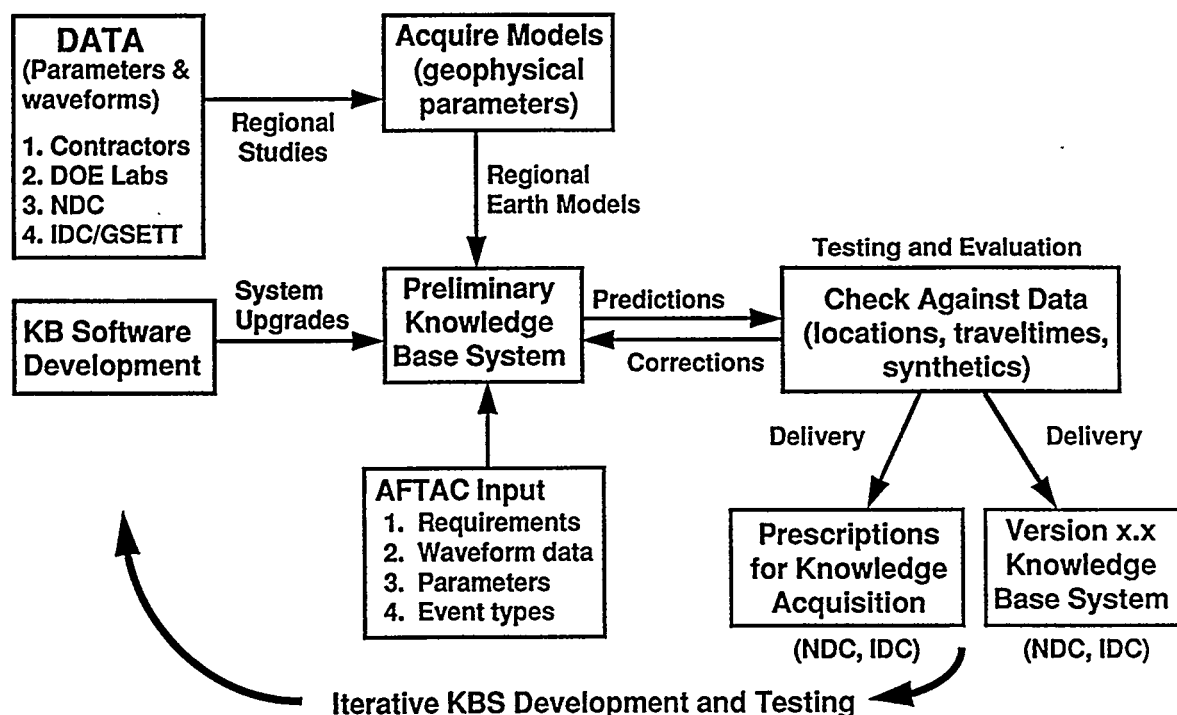 DATA
(Parameters &
waveforms)
1. Contractors
2. DOE Labs
3. NDC
4. IDC/GSETT
Regional
Studies
Acquire Models
(geophysical
parameters)
Regional
Earth Models
KB Software
Development
System
Upgrades
Preliminary
Knowledge
Base System
Predictions
Corrections
Testing and Evaluation
Check Against Data
(locations, traveltimes,
synthetics)
AFTAC Input
1. Requirements
2. Waveform data
3. Parameters
4. Event types
Delivery
Delivery
Prescriptions
for Knowledge
Acquisition
(NDC, IDC)
Version x.x
Knowledge
Base System
(NDC, IDC)
Iterative KBS Development and Testing